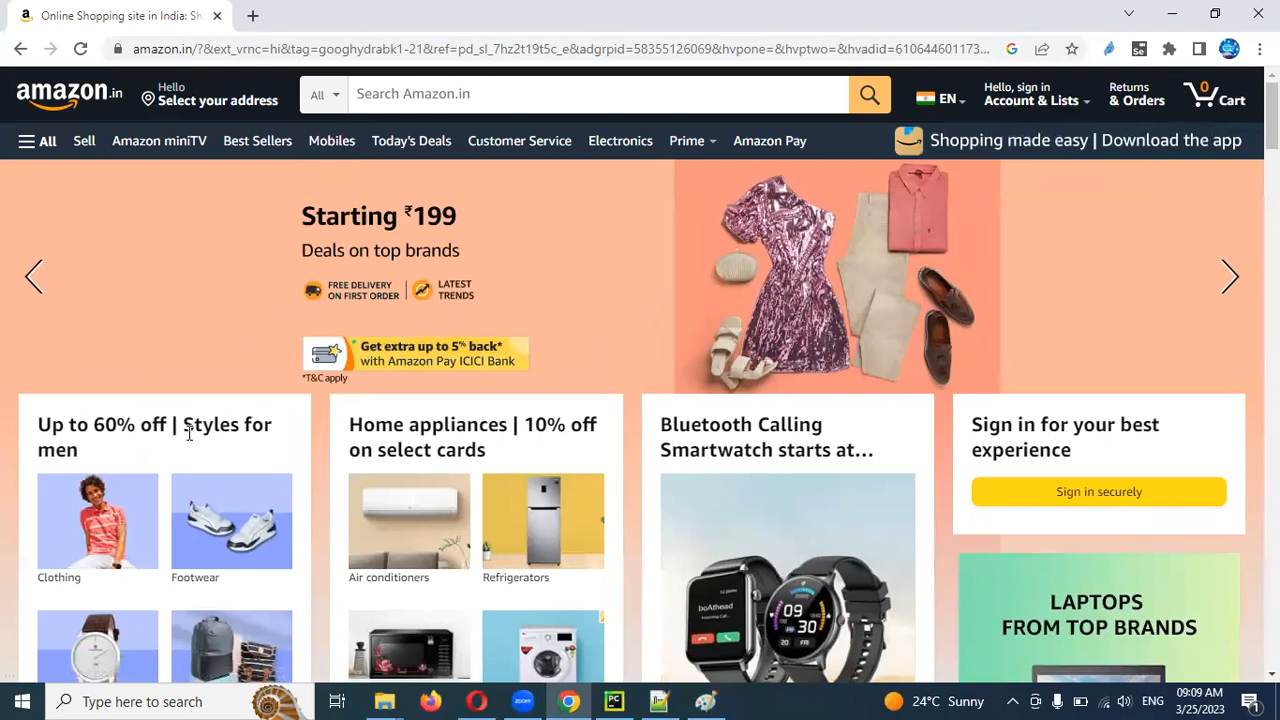 Online Shopping site in India: Sh
amazon.in/?&ext_vrnc=hi&tag=googhydrabk1-21&ref=pd_sl_7hz2t19t5c_e&adgrpid=58355126069&hvpone=&hvptwo=&hvadid=610644601173...
amazon.in
Hello
Select your address
All
Search Amazon.in
EN
Hello, sign in
Account & Lists
Returns
& Orders
0
Cart
All Sell Amazon miniTV Best Sellers Mobiles Today's Deals Customer Service Electronics Prime Amazon Pay
Shopping made easy | Download the app
Starting ₹199
Deals on top brands
FREE DELIVERY
ON FIRST ORDER
LATEST
TRENDS
Get extra up to 5% back*
with Amazon Pay ICICI Bank
*T&C apply
Up to 60% off | Styles for
men
Clothing
Footwear
Home appliances | 10% off
on select cards
Air conditioners
Refrigerators
Bluetooth Calling
Smartwatch starts at...
boAthead
09
30
Sign in for your best
experience
Sign in securely
LAPTOPS
FROM TOP BRANDS
Type here to search
zoom
PC
24°C Sunny
ENG
09:09 AM
3/25/2023
1